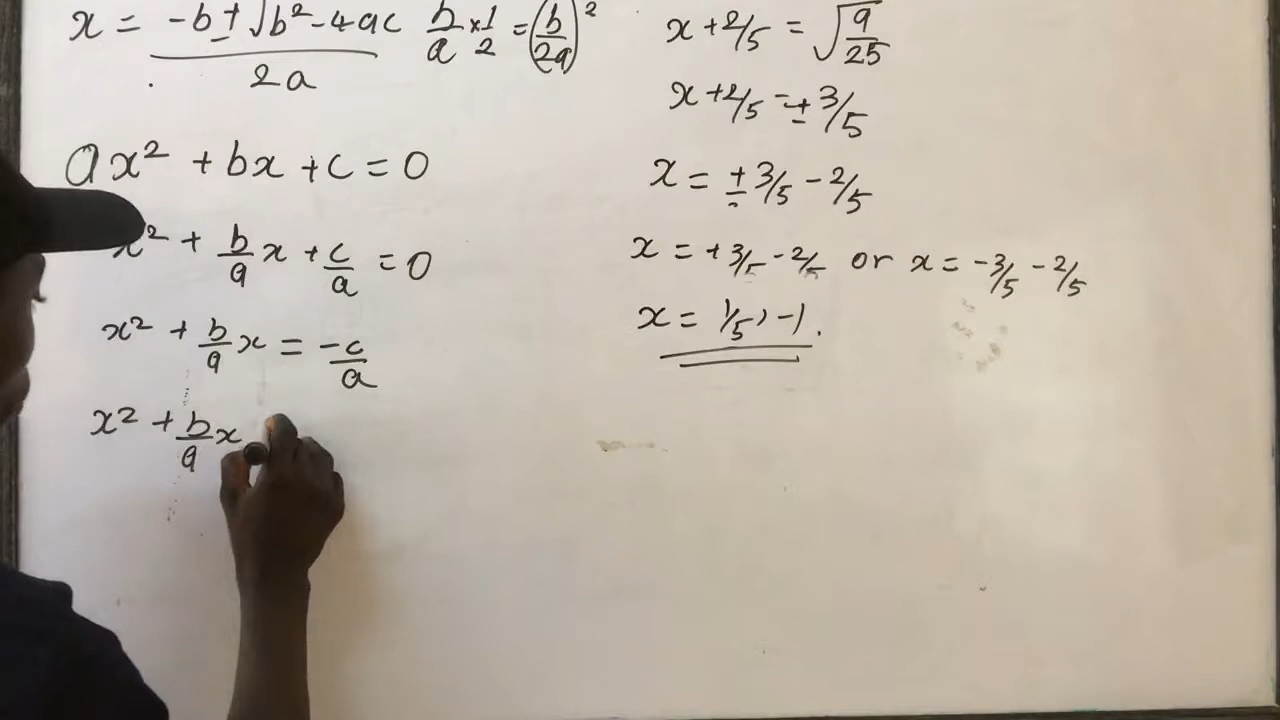 x = -b ± √b² - 4ac / 2a
b/a × 1/2 = (b/2a)²
ax² + bx + c = 0
x² + b/a x + c/a = 0
x² + b/a x = -c/a
x² + b/a x
x + 2/5 = √9/25
x + 2/5 = ± 3/5
x = ± 3/5 - 2/5
x = + 3/5 - 2/5 or x = - 3/5 - 2/5
x = 1/5, -1.